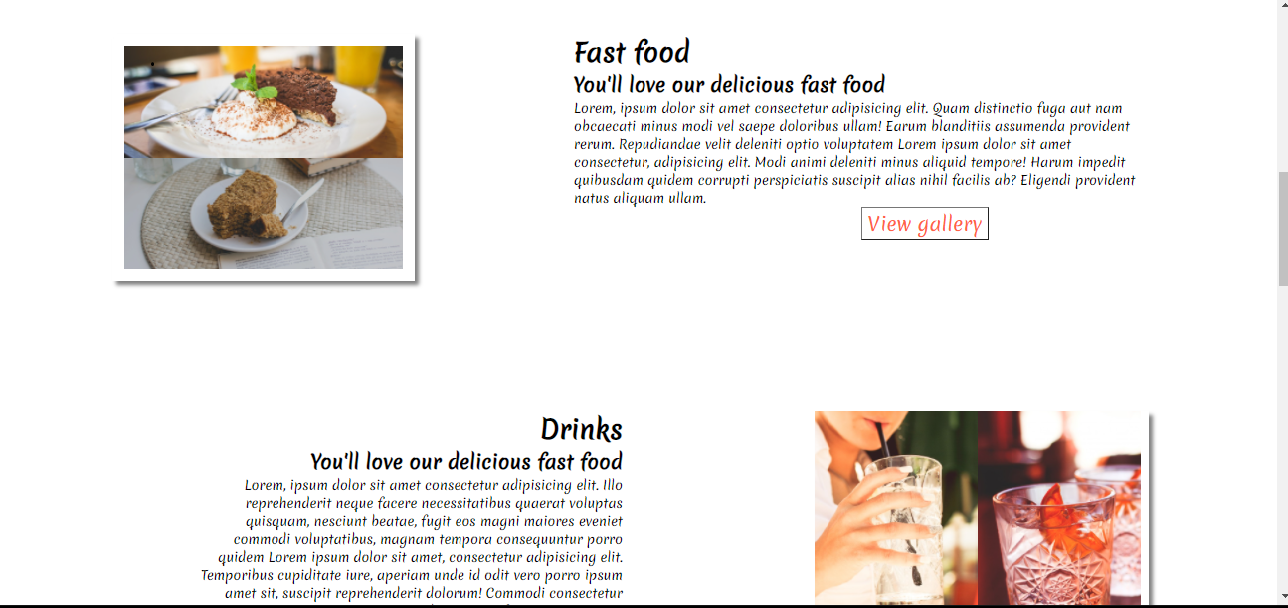 Fast food
You'll love our delicious fast food
Lorem, ipsum dolor sit amet consectetur adipisicing elit. Quam distinctio fuga aut nam
obcaecati minus modi vel saepe doloribus ullam! Earum blanditiis assumenda provident
rerum. Repudiandae velit deleniti optio voluptatem Lorem ipsum dolor sit amet
consectetur, adipisicing elit. Modi animi deleniti minus aliquid tempore! Harum impedit
quibusdam quidem corrupti perspiciatis suscipit alias nihil facilis ab? Eligendi provident
natus aliquam ullam.
View gallery
Drinks
You'll love our delicious fast food
Lorem, ipsum dolor sit amet consectetur adipisicing elit. Illo
reprehenderit neque facere necessitatibus quaerat voluptas
quisquam, nesciunt beatae, fugit eos magni maiores eveniet
commodi voluptatibus, magnam tempora consequuntur porro
quidem Lorem ipsum dolor sit amet, consectetur adipisicing elit.
Temporibus cupiditate iure, aperiam unde id odit vero porro ipsum
amet sit, suscipit reprehenderit dolorum! Commodi consectetur